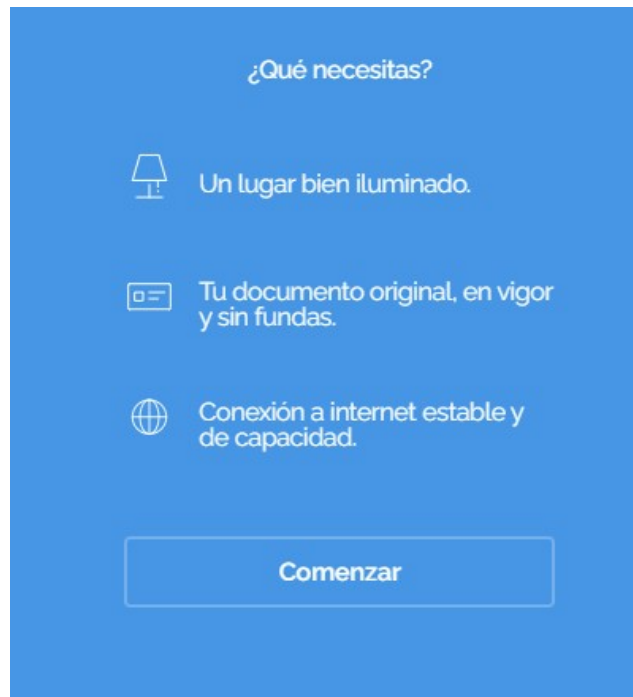 ¿Qué necesitas?
Un lugar bien iluminado.
Tu documento original, en vigor
y sin fundas.
Conexión a internet estable y
de capacidad.
Comenzar